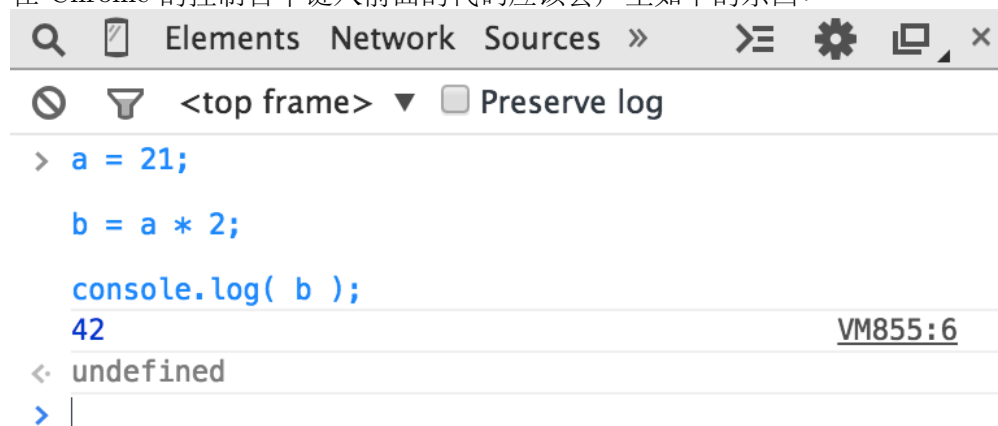 Elements Network Sources »
<top frame> ▼ Preserve log
> a = 21;
b = a * 2;
console.log( b );
42 VM855:6
undefined
>